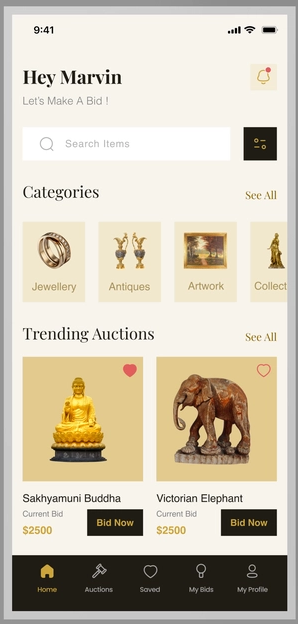 9:41
Hey Marvin
Let's Make A Bid !
Search Items
Categories
See All
Jewellery
Antiques
Artwork
Collect
Trending Auctions
See All
Sakhyamuni Buddha
Current Bid
$2500
Bid Now
Victorian Elephant
Current Bid
$2500
Bid Now
Home
Auctions
Saved
My Bids
My Profile